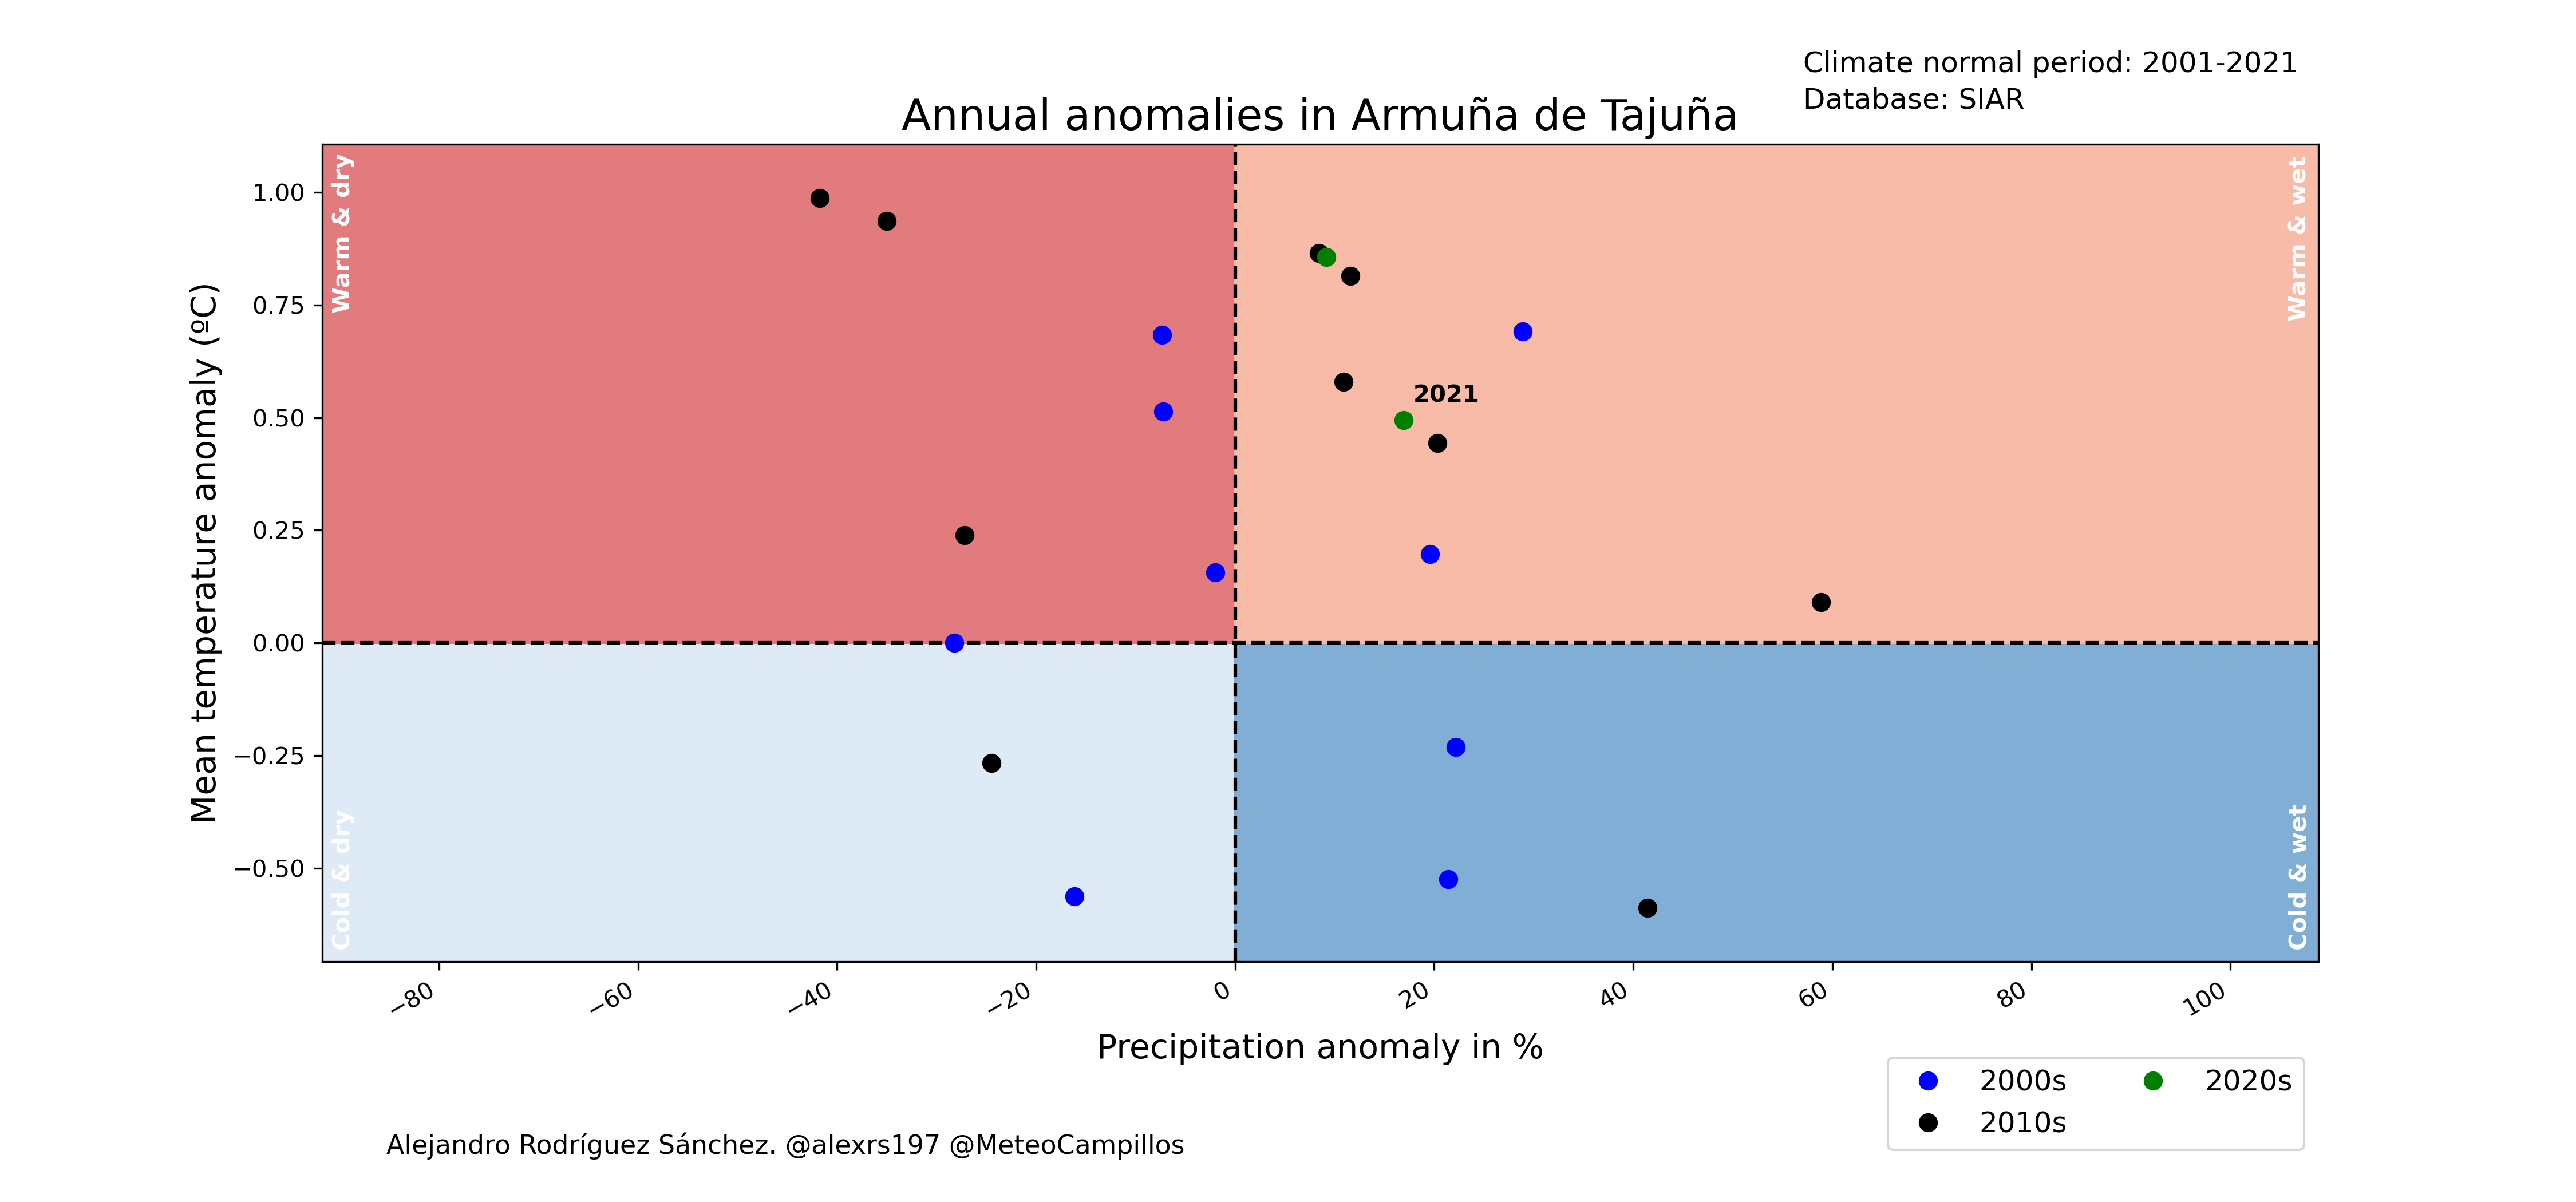 Climate normal period: 2001-2021
Database: SIAR
Annual anomalies in Armuña de Tajuña
Warm & dry
Warm & wet
1.00
0.75
0.50
0.25
0.00
−0.25
−0.50
Mean temperature anomaly (ºC)
2021
Cold & dry
Cold & wet
−80
−60
−40
−20
0
20
40
60
80
100
Precipitation anomaly in %
2000s
2010s
2020s
Alejandro Rodríguez Sánchez. @alexrs197 @MeteoCampillos